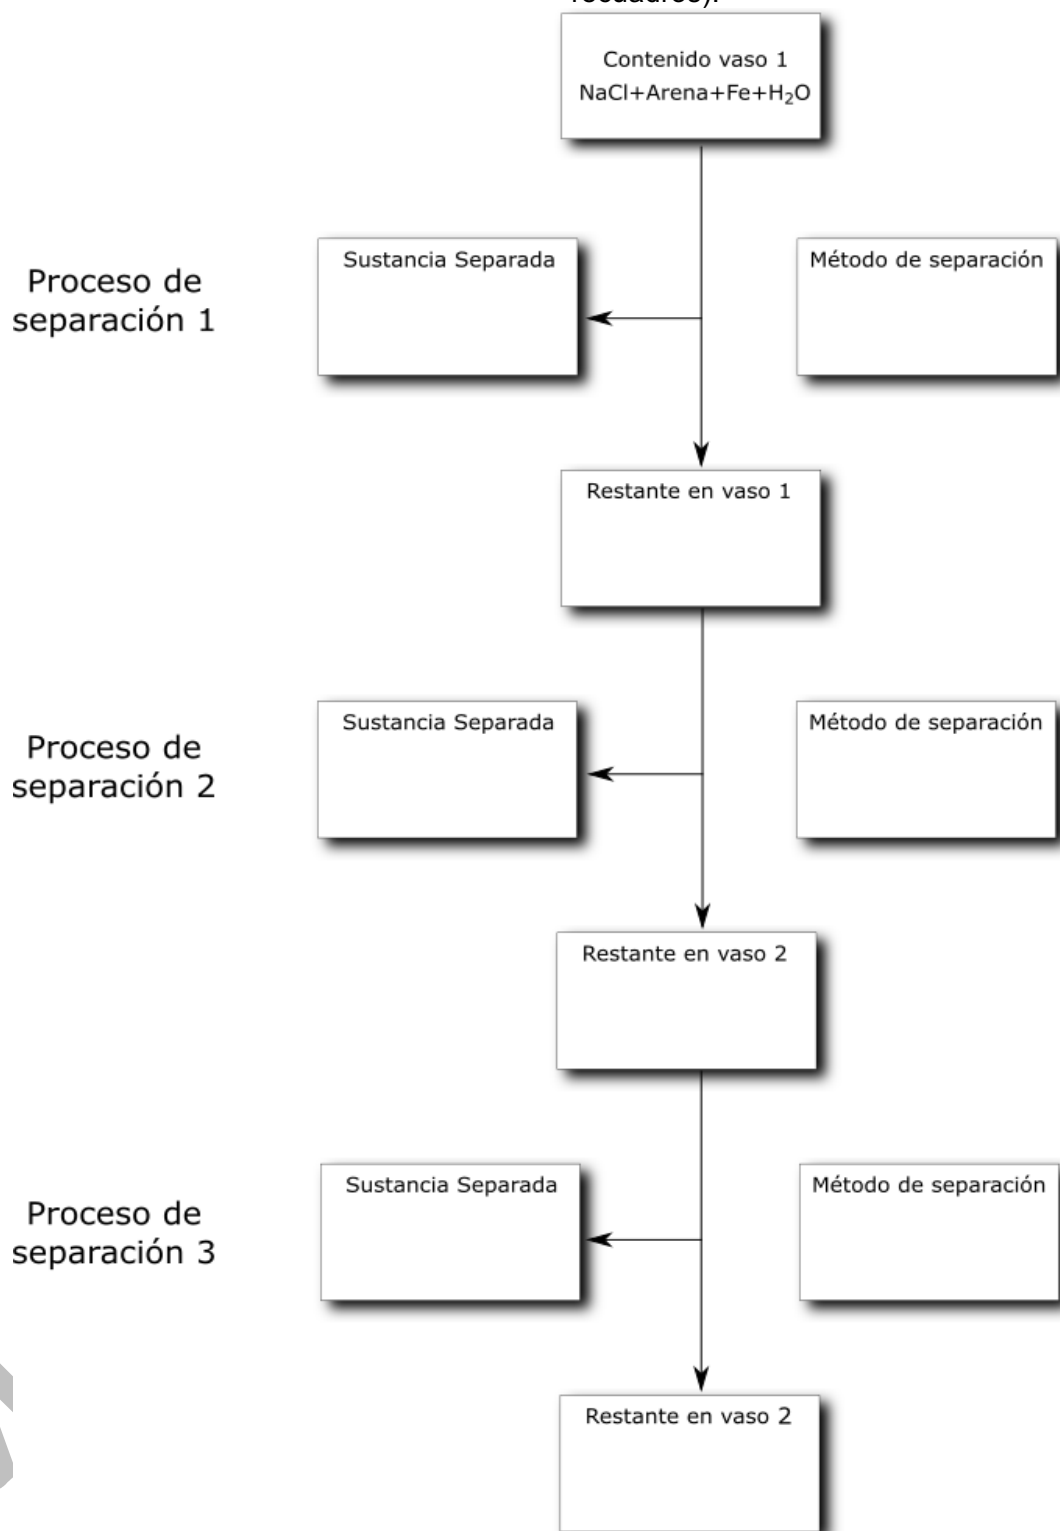 recuadros).
Contenido vaso 1
NaCl+Arena+Fe+H₂O
Proceso de
separación 1
Sustancia Separada
Método de separación
Restante en vaso 1
Proceso de
separación 2
Sustancia Separada
Método de separación
Restante en vaso 2
Proceso de
separación 3
Sustancia Separada
Método de separación
Restante en vaso 2